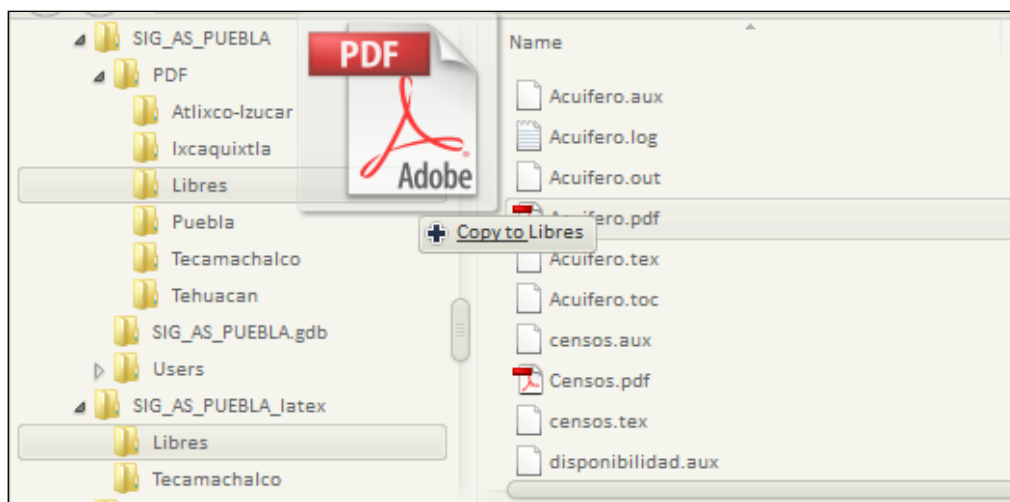 SIG_AS_PUEBLA
PDF
Atlixco-Izucar
Ixcaquixtla
Libres
Puebla
Tecamachalco
Tehuacan
SIG_AS_PUEBLA.gdb
Users
SIG_AS_PUEBLA_latex
Libres
Tecamachalco
PDF
Adobe
Copy to Libres
Name
Acuifero.aux
Acuifero.log
Acuifero.out
Acuifero.pdf
Acuifero.tex
Acuifero.toc
censos.aux
Censos.pdf
censos.tex
disponibilidad.aux